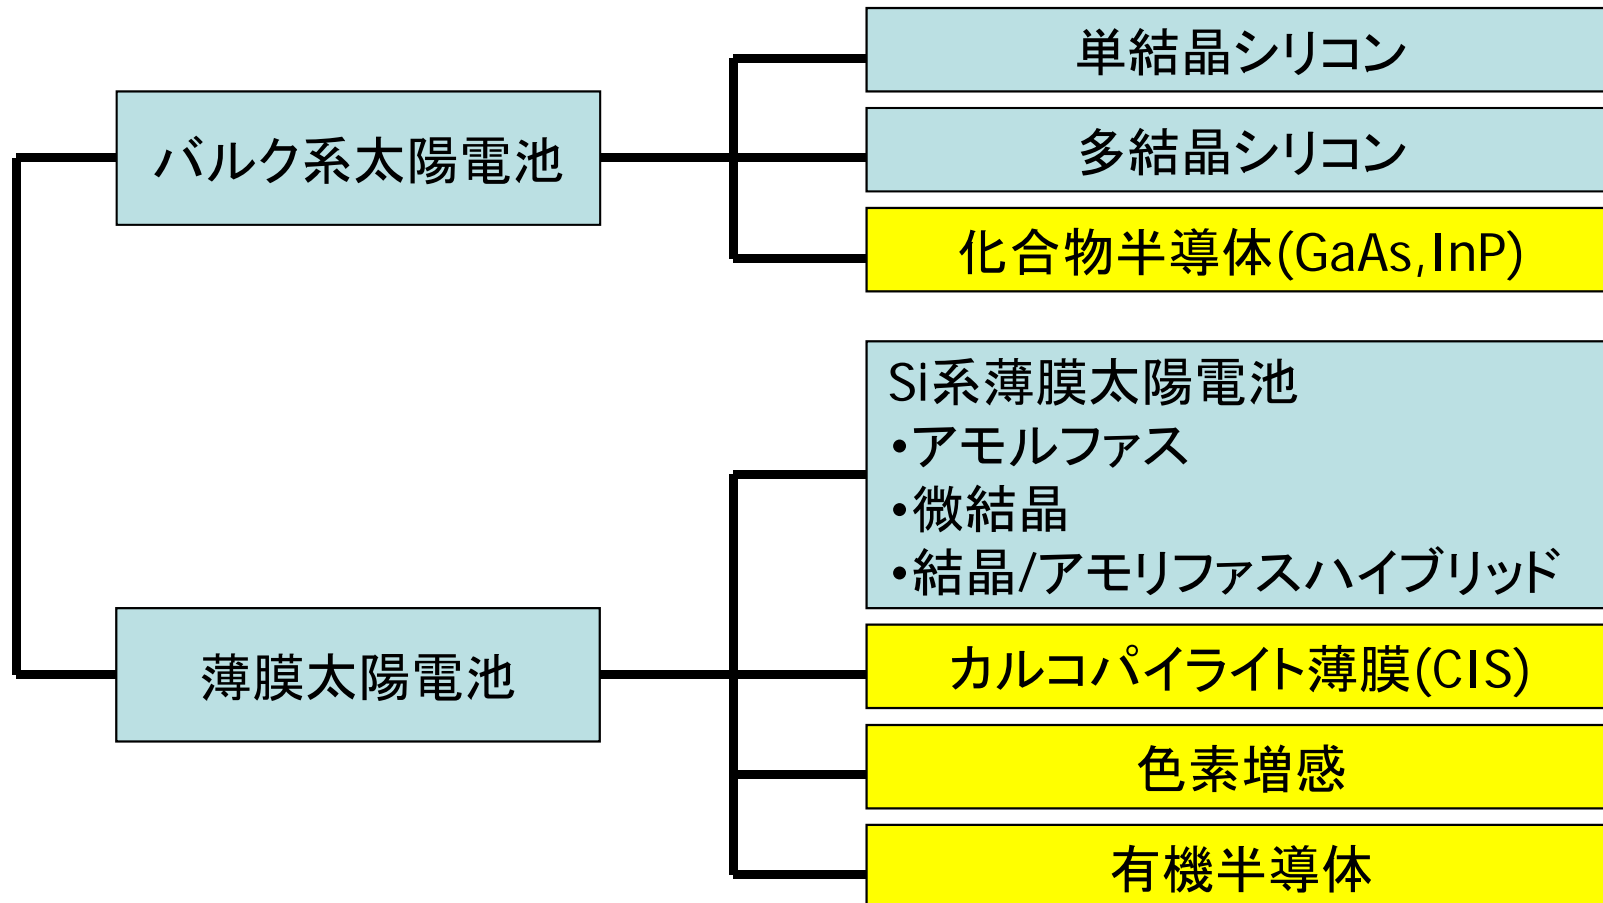 単結晶シリコン
バルク系太陽電池
多結晶シリコン
化合物半導体(GaAs,InP)
Si系薄膜太陽電池
・アモルファス
・微結晶
・結晶/アモリファスハイブリッド
薄膜太陽電池
カルコパイライト薄膜(CIS)
色素増感
有機半導体